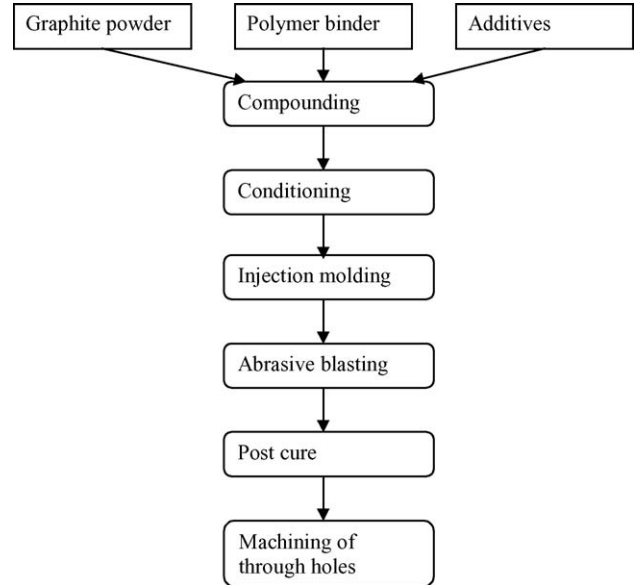 Graphite powder
Polymer binder
Additives
Compounding
Conditioning
Injection molding
Abrasive blasting
Post cure
Machining of
through holes